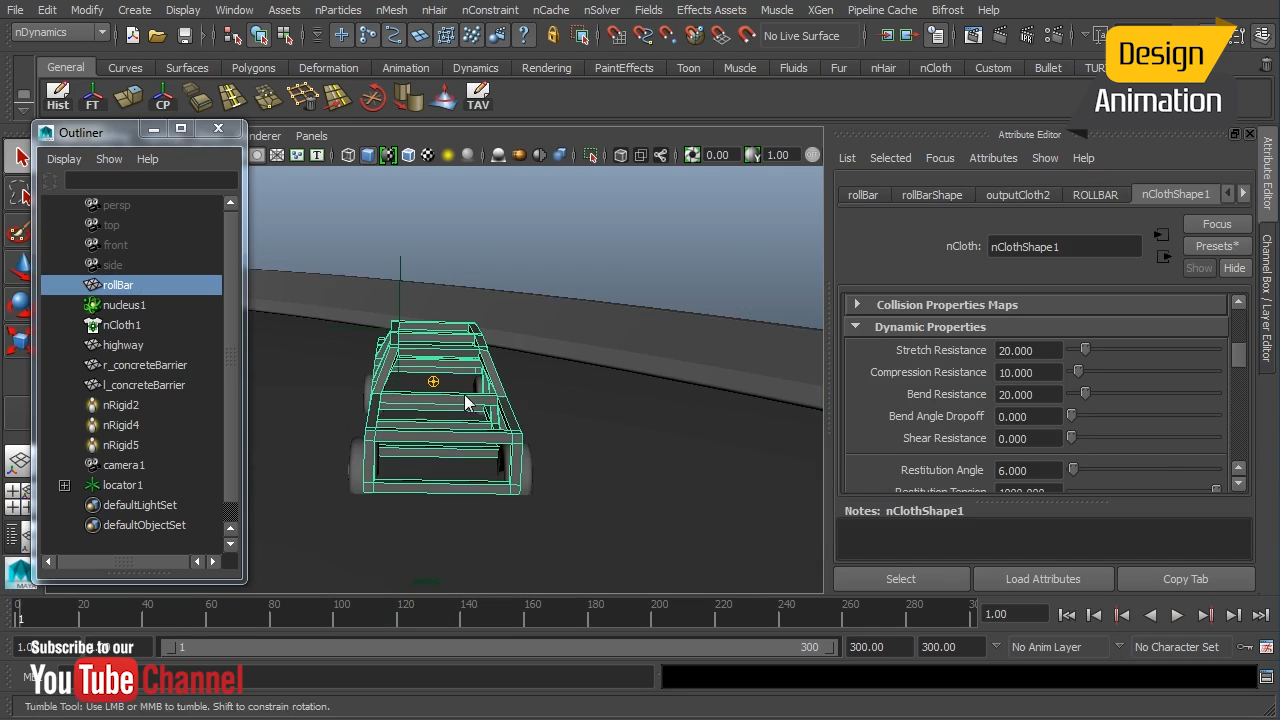 File Edit Modify Create Display Window Assets nParticles nMesh nHair nConstraint nCache nSolver Fields Effects Assets Muscle XGen Pipeline Cache Bifrost Help
nDynamics
No Live Surface
General Curves Surfaces Polygons Deformation Animation Dynamics Rendering PaintEffects Toon Muscle Fluids Fur nHair nCloth Custom Bullet TUR
Hist FT CP TAV
Design
Animation
Outliner
Display Show Help
persp
top
front
side
rollBar
nucleus1
nCloth1
highway
r_concreteBarrier
l_concreteBarrier
nRigid2
nRigid4
nRigid5
camera1
locator1
defaultLightSet
defaultObjectSet
Panels
0.00 1.00
Attribute Editor
List Selected Focus Attributes Show Help
rollBar rollBarShape outputCloth2 ROLLBAR nClothShape1
nCloth: nClothShape1
Focus
Presets*
Show Hide
Collision Properties Maps
Dynamic Properties
Stretch Resistance 20.000
Compression Resistance 10.000
Bend Resistance 20.000
Bend Angle Dropoff 0.000
Shear Resistance 0.000
Restitution Angle 6.000
Restitution Tension 1000.000
Notes: nClothShape1
Select Load Attributes Copy Tab
Attribute Editor
Channel Box / Layer Editor
1 20 40 60 80 100 120 140 160 180 200 220 240 260 280 30
1.00
1 300
300.00 300.00 No Anim Layer No Character Set
Subscribe to our
YouTube Channel
Tumble Tool: Use LMB or MMB to tumble. Shift to constrain rotation.